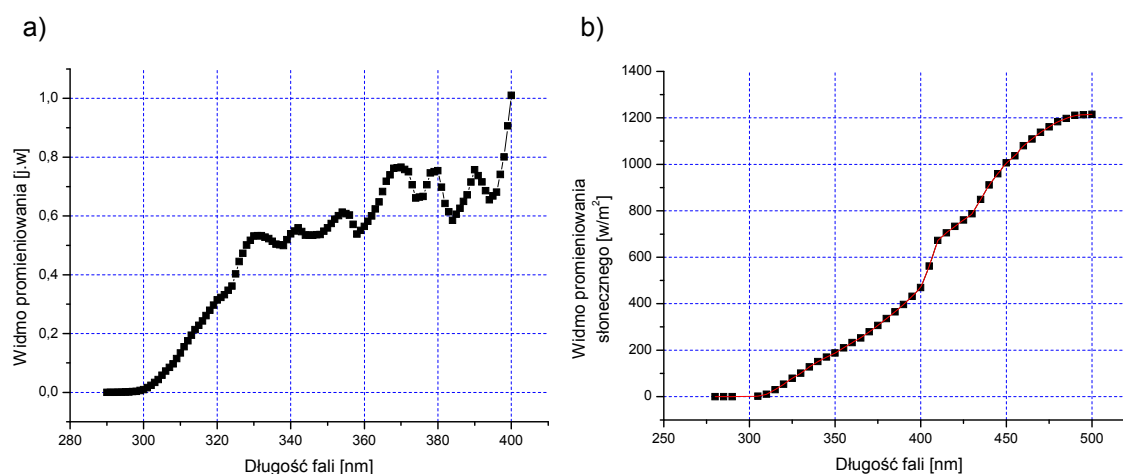 a)
Widmo promieniowania [j.w]
1,0
0,8
0,6
0,4
0,2
0,0
280 300 320 340 360 380 400
Długość fali [nm]
b)
Widmo promieniowania
słonecznego [w/m²]
1400
1200
1000
800
600
400
200
0
250 300 350 400 450 500
Długość fali [nm]